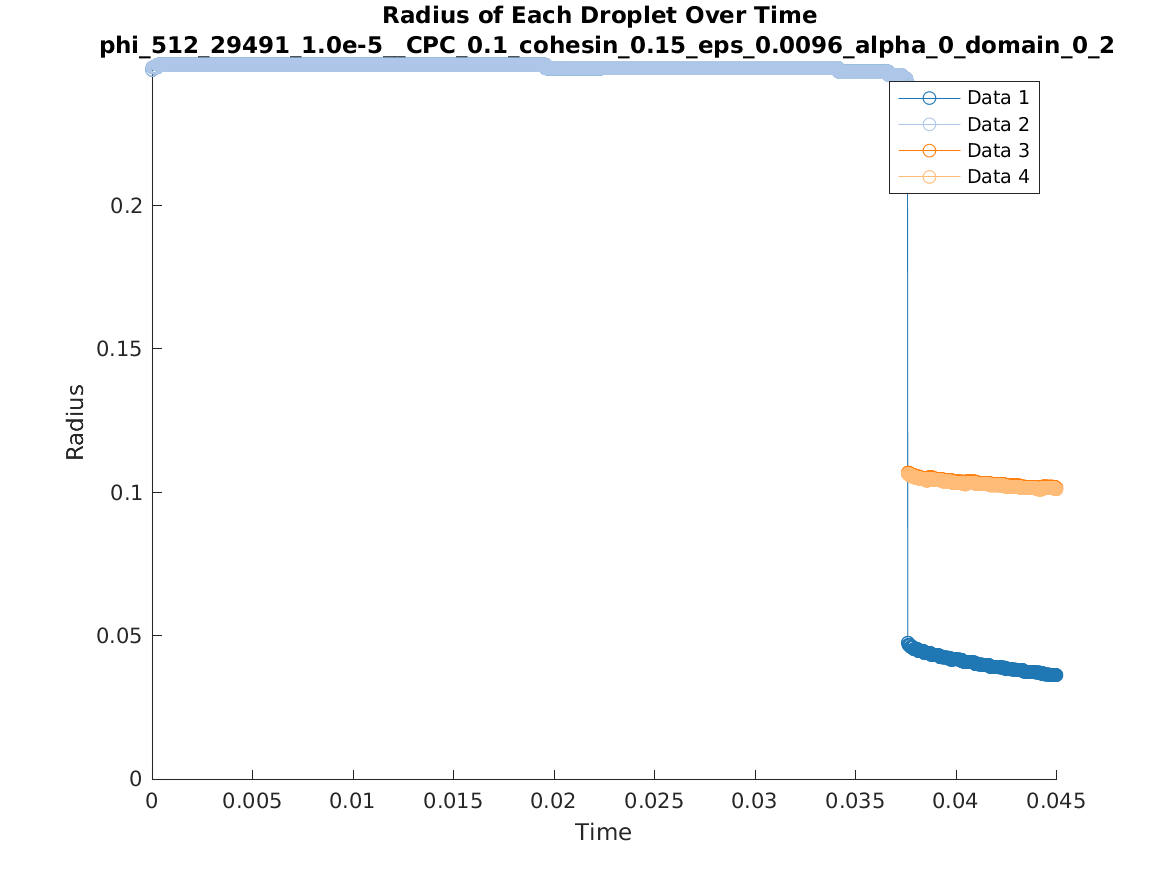 Radius of Each Droplet Over Time
phi_512_29491_1.0e-5__CPC_0.1_cohesin_0.15_eps_0.0096_alpha_0_domain_0_2
Data 1
Data 2
Data 3
Data 4
0.2
0.15
0.1
0.05
0
Radius
0 0.005 0.01 0.015 0.02 0.025 0.03 0.035 0.04 0.045
Time